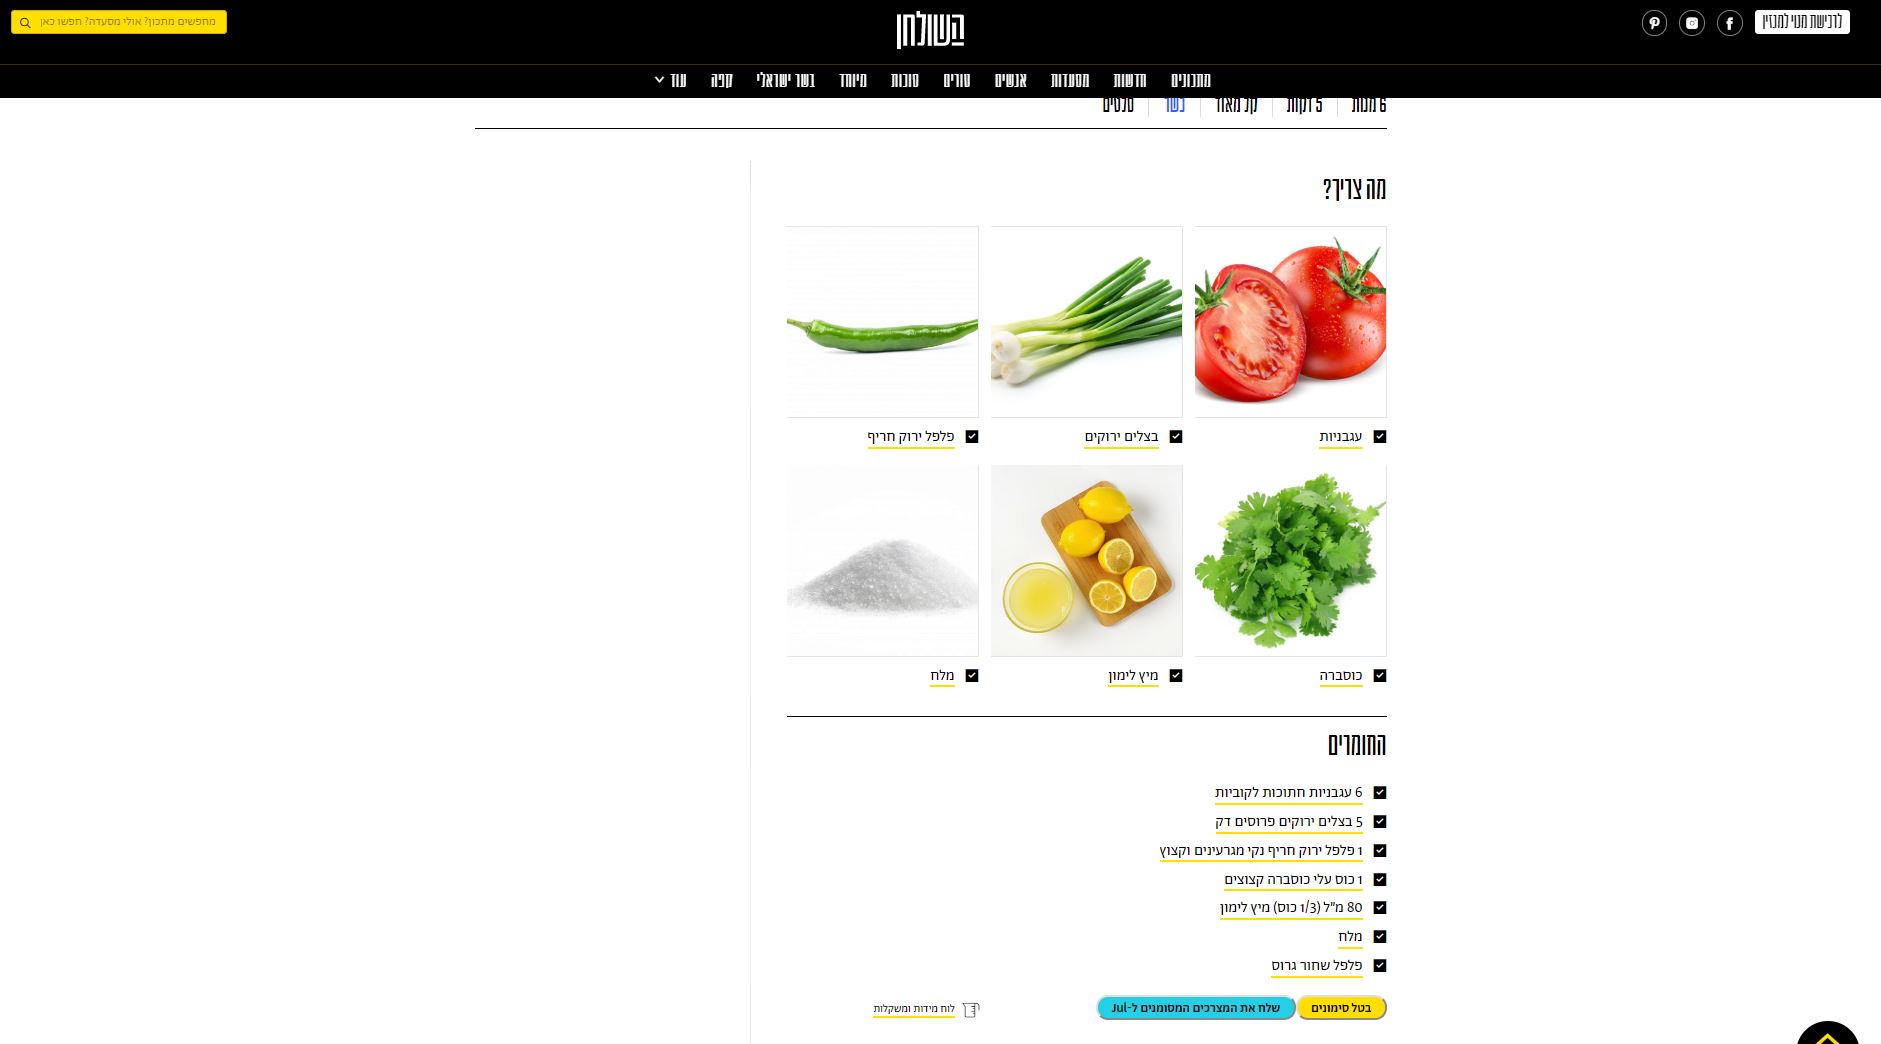 לרכישת מנוי למגזין
השולחן
מחפשים מתכון? אולי מסעדה? חפשו כאן
מתכונים חדשות מסעדות אנשים טורים סוכות מיוחד בשר ישראלי קפה עוד
6 מנות 5 דקות קל מאוד כשר סלטים
מה צריך?
עגבניות בצלים ירוקים פלפל ירוק חריף
כוסברה מיץ לימון מלח
החומרים
6 עגבניות חתוכות לקוביות
5 בצלים ירוקים פרוסים דק
1 פלפל ירוק חריף נקי מגרעינים וקצוץ
1 כוס עלי כוסברה קצוצים
80 מ"ל (1/3 כוס) מיץ לימון
מלח
פלפל שחור גרוס
בטל סימונים שלח את המצרכים המסומנים ל-Jul לוח מידות ומשקלות